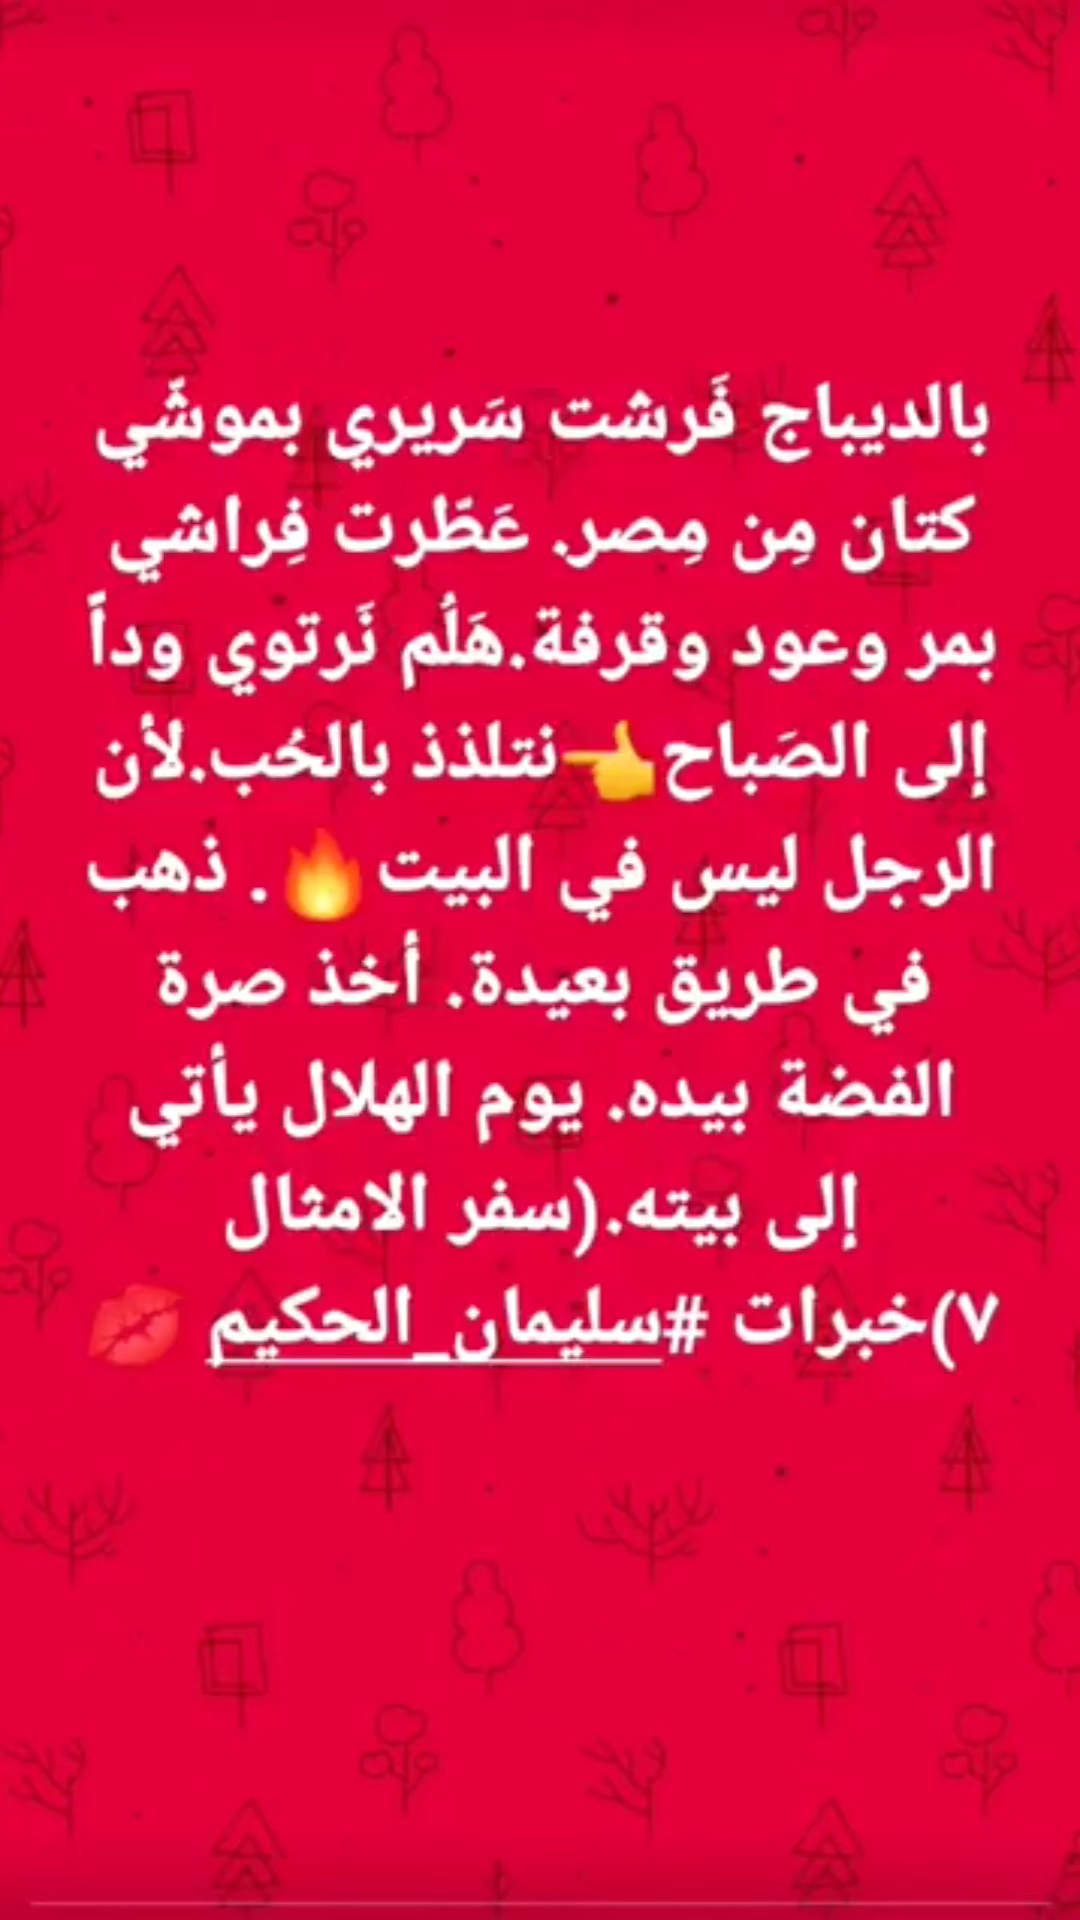 بالديباج فَرشت سَريري بموشّي
كتان مِن مِصر. عَطّرت فِراشي
بمر وعود وقرفة.هَلُم نَرتوي وداً
إلى الصَباح👈نتلذذ بالحُب.لأن
الرجل ليس في البيت 🔥. ذهب
في طريق بعيدة. أخذ صرة
الفضة بيده. يوم الهلال يأتي
إلى بيته.(سفر الامثال
٧)خبرات #سليمان_الحكيم 💋